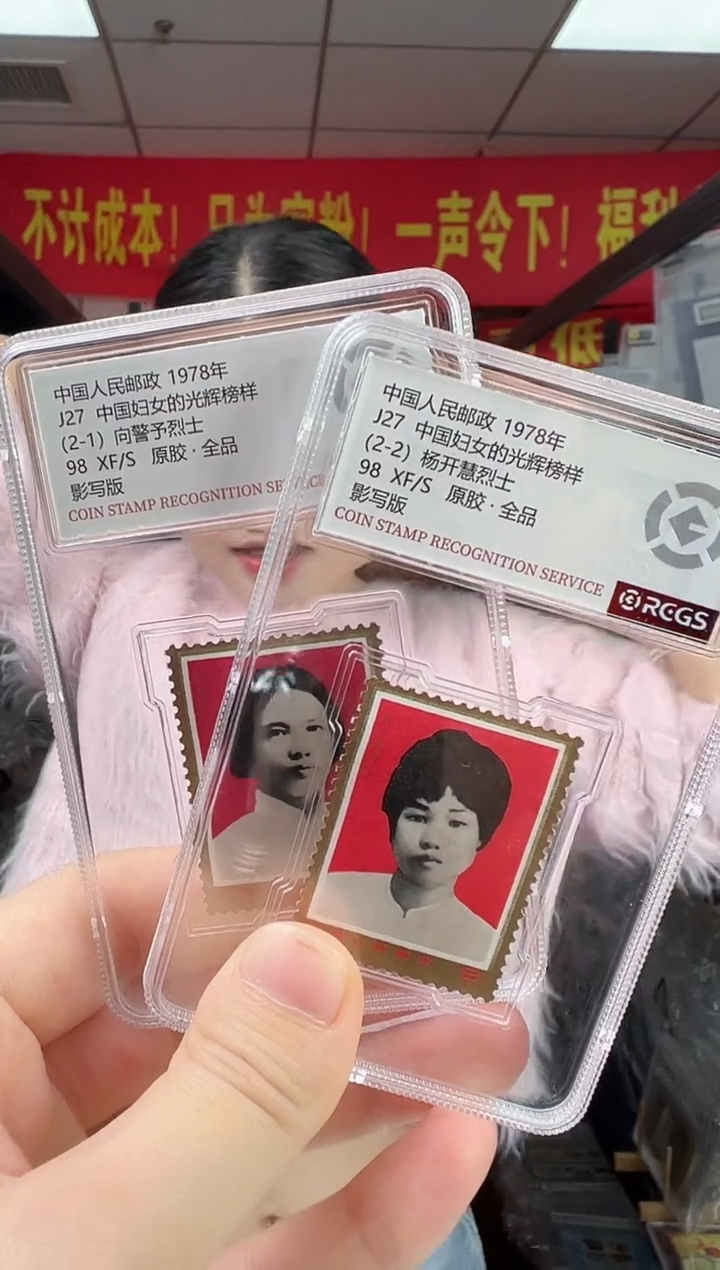 不计成本！ 一声令下！ 福利
低
中国人民邮政 1978年
J27 中国妇女的光辉榜样
(2-1) 向警予烈士
98 XF/S 原胶·全品
影写版
COIN STAMP RECOGNITION SERVICE
中国人民邮政 1978年
J27 中国妇女的光辉榜样
(2-2) 杨开慧烈士
98 XF/S 原胶·全品
影写版
COIN STAMP RECOGNITION SERVICE
RCGS